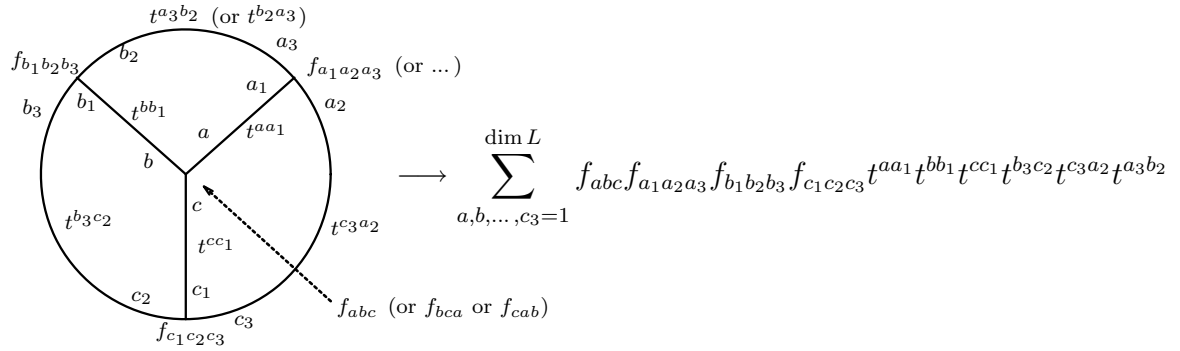 t^{a_3b_2} (or t^{b_2a_3})
a_3
b_2
f_{b_1b_2b_3}
f_{a_1a_2a_3} (or ...)
a_1
b_3
b_1
a_2
t^{bb_1}
a
t^{aa_1}
b
c
⟶ \sum_{a,b,...,c_3=1}^{dim L} f_{abc}f_{a_1a_2a_3}f_{b_1b_2b_3}f_{c_1c_2c_3}t^{aa_1}t^{bb_1}t^{cc_1}t^{b_3c_2}t^{c_3a_2}t^{a_3b_2}
t^{b_3c_2}
t^{c_3a_2}
t^{cc_1}
c_2
c_1
f_{abc} (or f_{bca} or f_{cab})
c_3
f_{c_1c_2c_3}